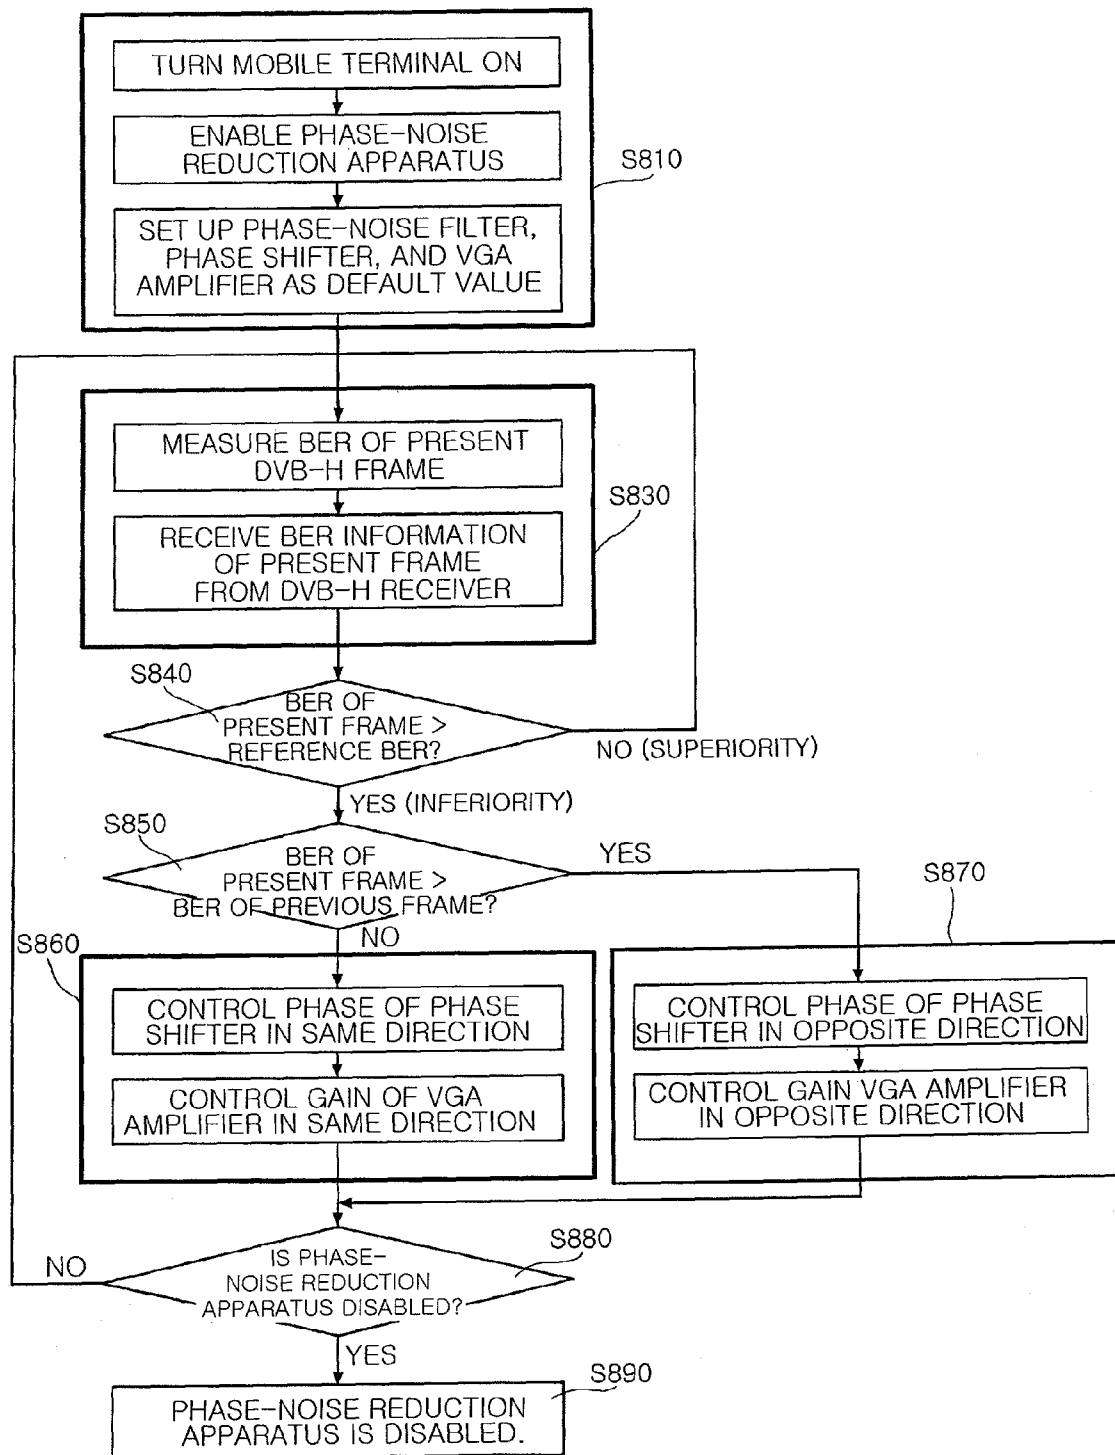 TURN MOBILE TERMINAL ON
ENABLE PHASE-NOISE
REDUCTION APPARATUS
S810
SET UP PHASE-NOISE FILTER,
PHASE SHIFTER, AND VGA
AMPLIFIER AS DEFAULT VALUE
MEASURE BER OF PRESENT
DVB-H FRAME
S830
RECEIVE BER INFORMATION
OF PRESENT FRAME
FROM DVB-H RECEIVER
S840
BER OF
PRESENT FRAME >
REFERENCE BER?
NO (SUPERIORITY)
YES (INFERIORITY)
S850
BER OF
PRESENT FRAME >
BER OF PREVIOUS FRAME?
YES
NO
S860
S870
CONTROL PHASE OF PHASE
SHIFTER IN SAME DIRECTION
CONTROL GAIN OF VGA
AMPLIFIER IN SAME DIRECTION
CONTROL PHASE OF PHASE
SHIFTER IN OPPOSITE DIRECTION
CONTROL GAIN VGA AMPLIFIER
IN OPPOSITE DIRECTION
S880
IS PHASE-
NOISE REDUCTION
APPARATUS DISABLED?
NO
YES
S890
PHASE-NOISE REDUCTION
APPARATUS IS DISABLED.